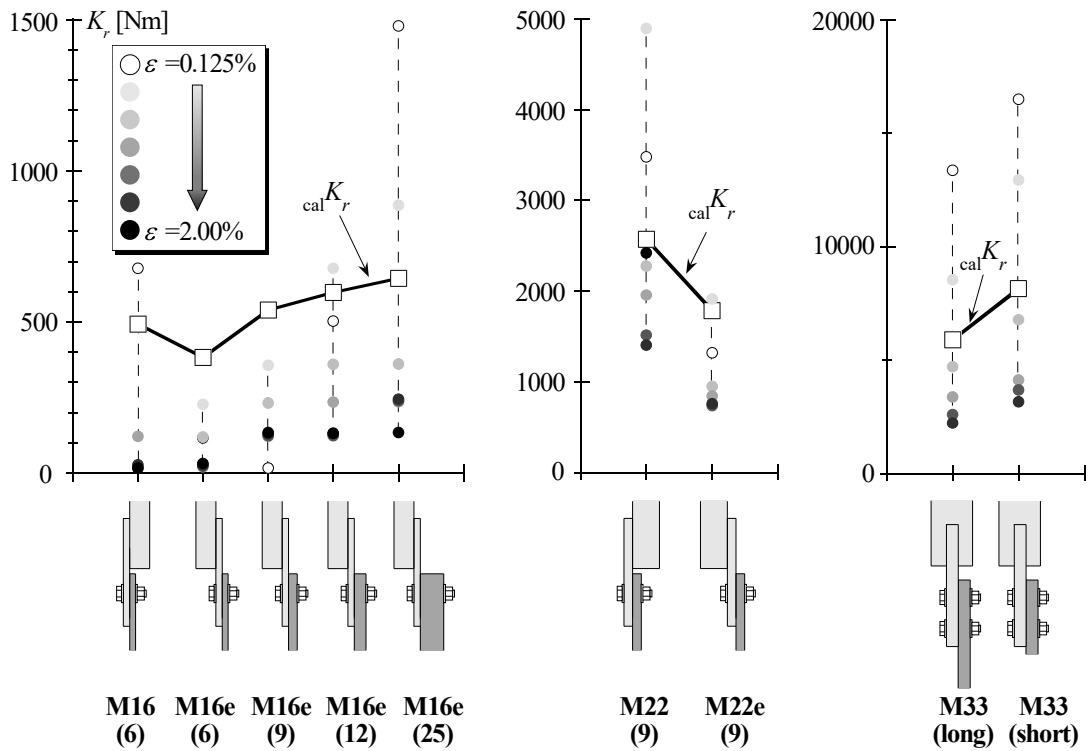 1500
K_r [Nm]
ε =0.125%
ε =2.00%
1000
500
0
cal K_r
5000
4000
3000
2000
1000
0
cal K_r
20000
10000
0
cal K_r
M16 (6)
M16e (6)
M16e (9)
M16e (12)
M16e (25)
M22 (9)
M22e (9)
M33 (long)
M33 (short)